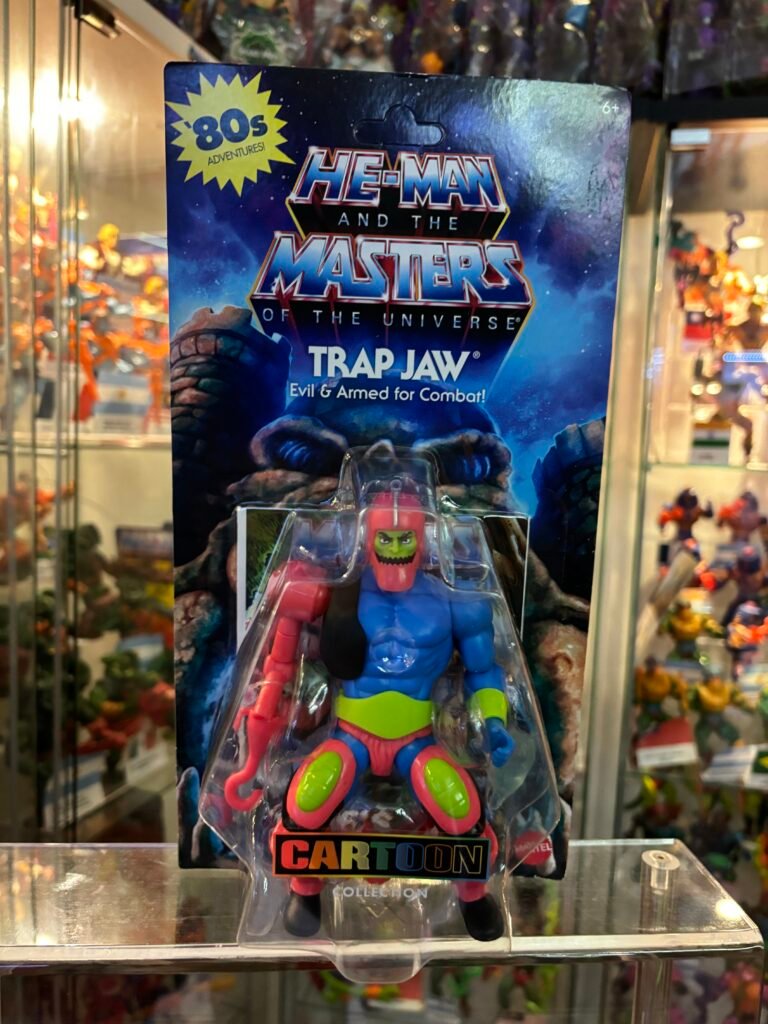 '80s
ADVENTURES!
6+
HE-MAN
AND THE
MASTERS
OF THE UNIVERSE®
TRAP JAW®
Evil & Armed for Combat!
CARTOON
COLLECTION
MATTEL